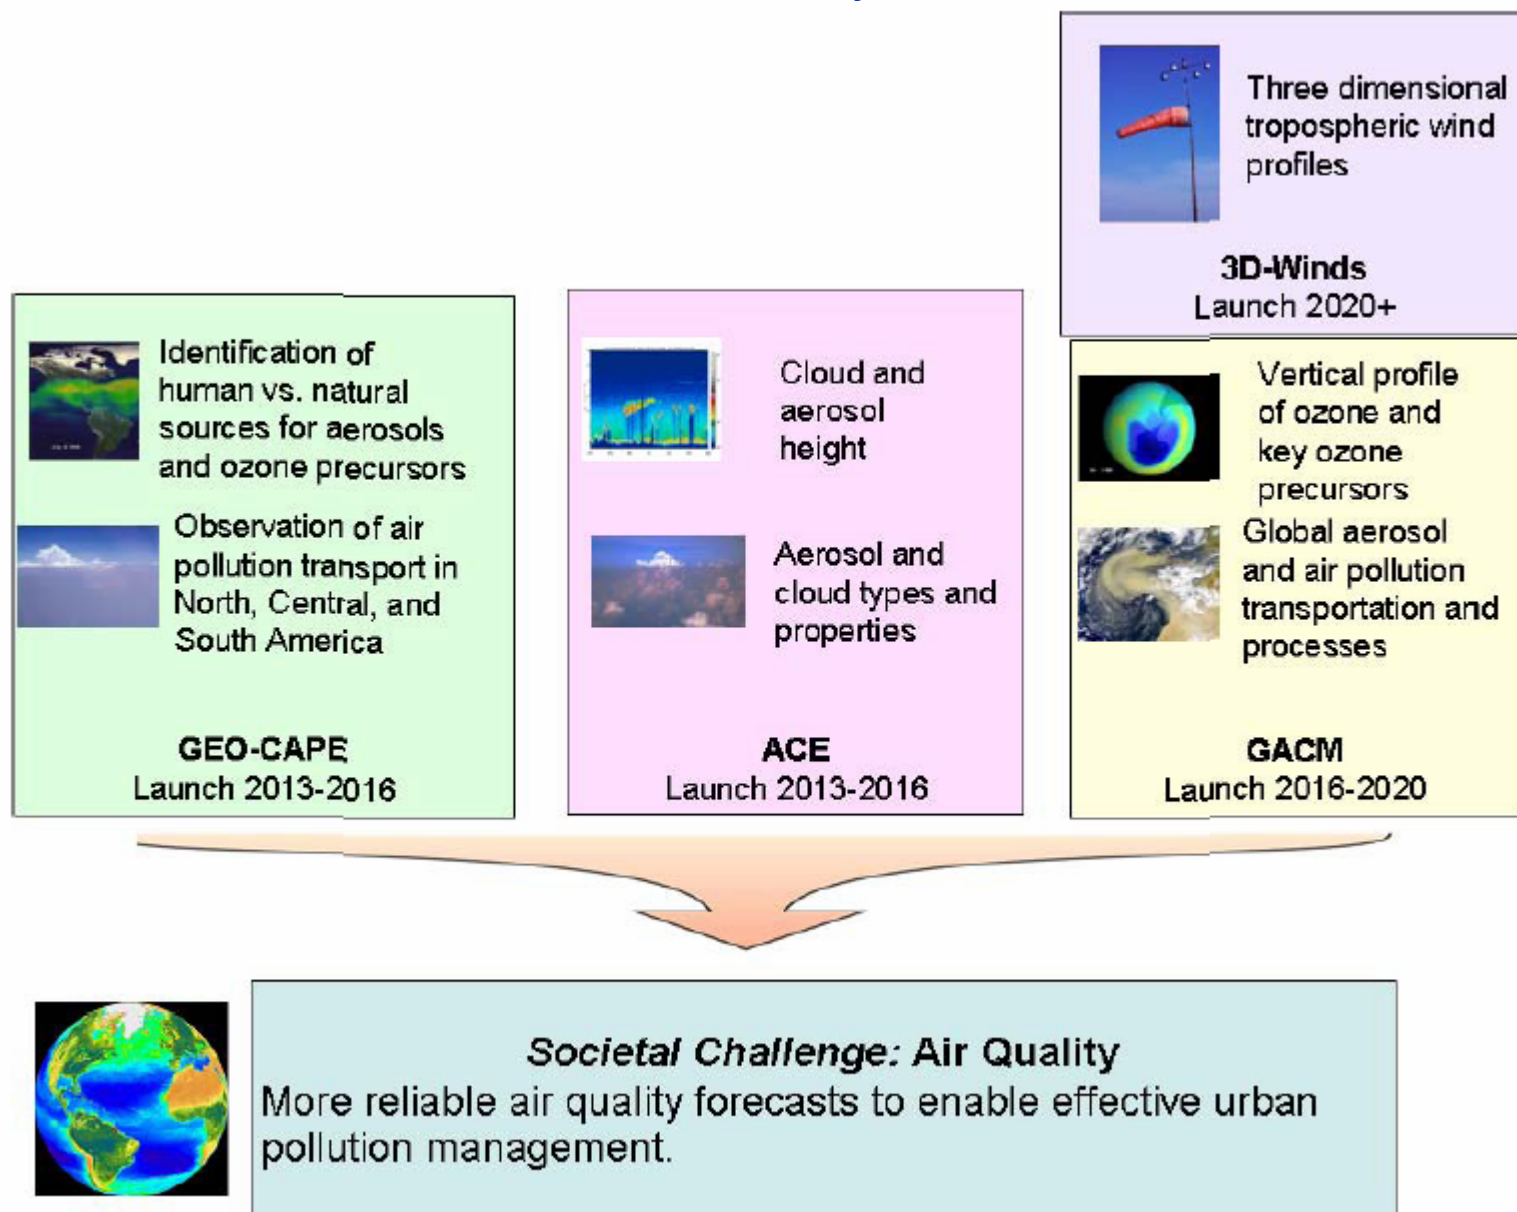 Three dimensional
tropospheric wind
profiles
3D-Winds
Launch 2020+
Identification of
human vs. natural
sources for aerosols
and ozone precursors
Observation of air
pollution transport in
North, Central, and
South America
GEO-CAPE
Launch 2013-2016
Cloud and
aerosol
height
Aerosol and
cloud types and
properties
ACE
Launch 2013-2016
Vertical profile
of ozone and
key ozone
precursors
Global aerosol
and air pollution
transportation and
processes
GACM
Launch 2016-2020
Societal Challenge: Air Quality
More reliable air quality forecasts to enable effective urban
pollution management.